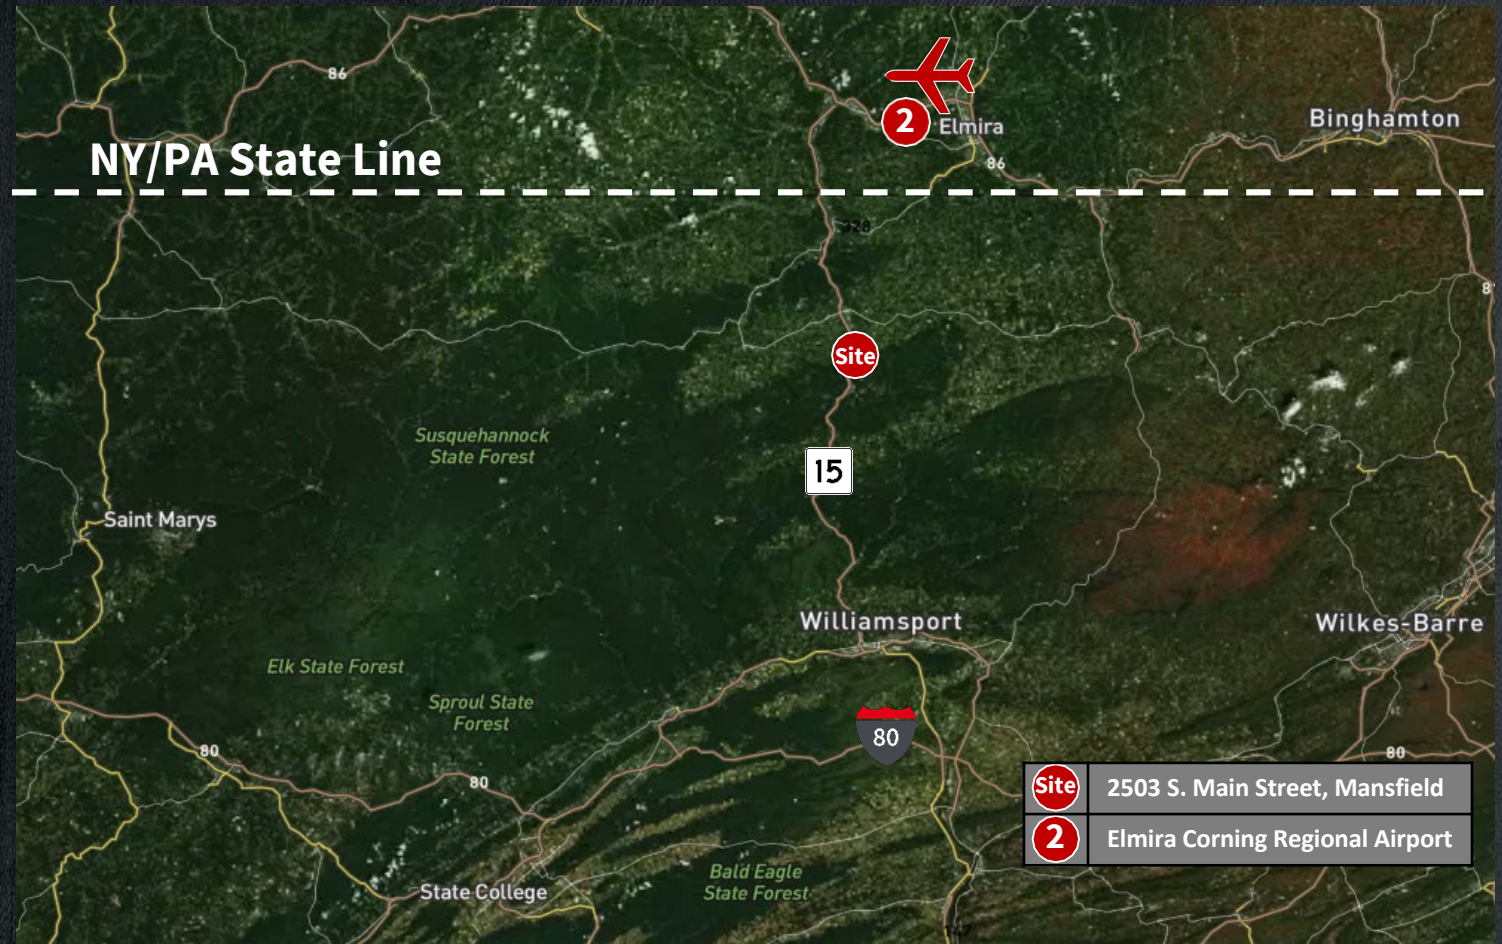 86
2
Elmira
Binghamton
NY/PA State Line
86
328
8
Site
Susquehannock
State Forest
15
Saint Marys
Williamsport
Wilkes-Barre
Elk State Forest
Sproul State
Forest
80
80
80
80
Site 2503 S. Main Street, Mansfield
2 Elmira Corning Regional Airport
Bald Eagle
State Forest
State College
147